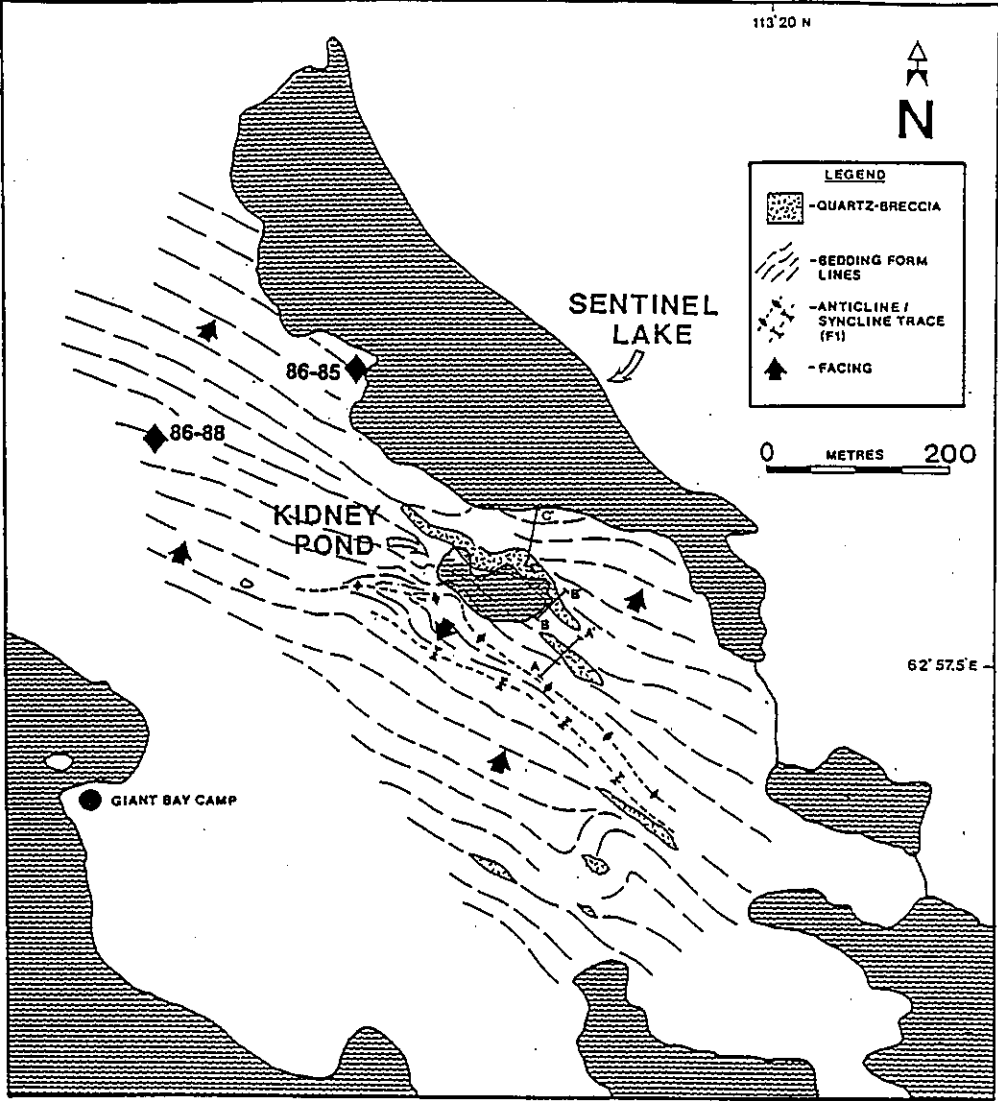 113°20 N
N
LEGEND
-QUARTZ-BRECCIA
-BEDDING FORM
LINES
-ANTICLINE /
SYNCLINE TRACE
(F1)
-FACING
SENTINEL
LAKE
0 METRES 200
86-85
86-88
KIDNEY
POND
C'
C
B'
B
A'
A
62°57.5'E
GIANT BAY CAMP